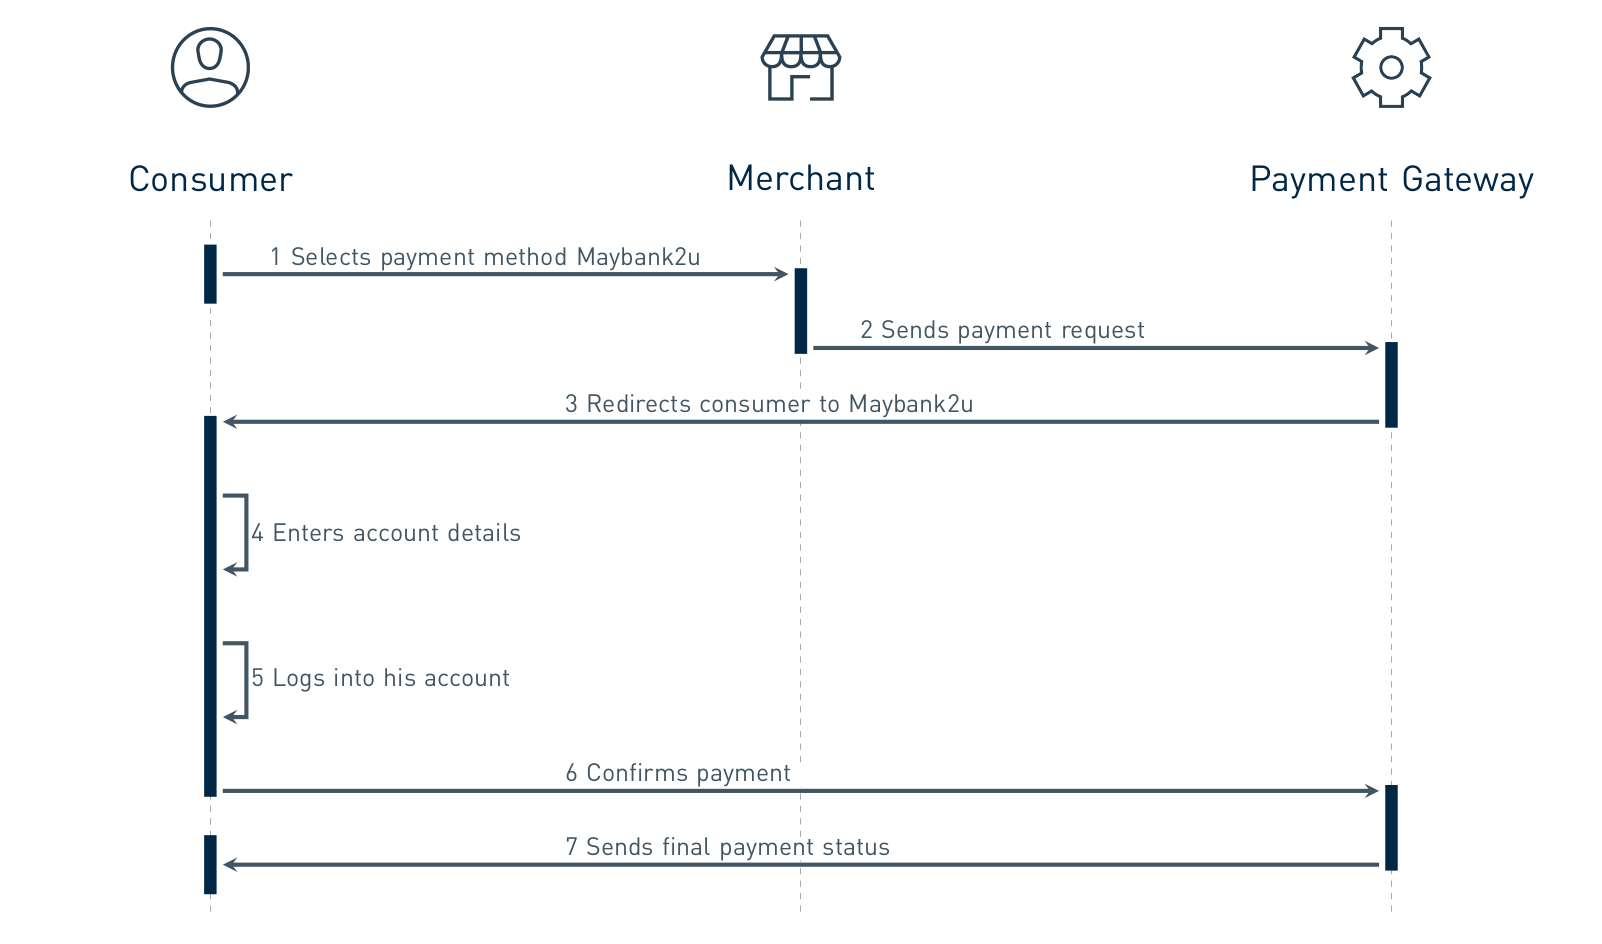 Consumer
Merchant
Payment Gateway
1 Selects payment method Maybank2u
2 Sends payment request
3 Redirects consumer to Maybank2u
4 Enters account details
5 Logs into his account
6 Confirms payment
7 Sends final payment status